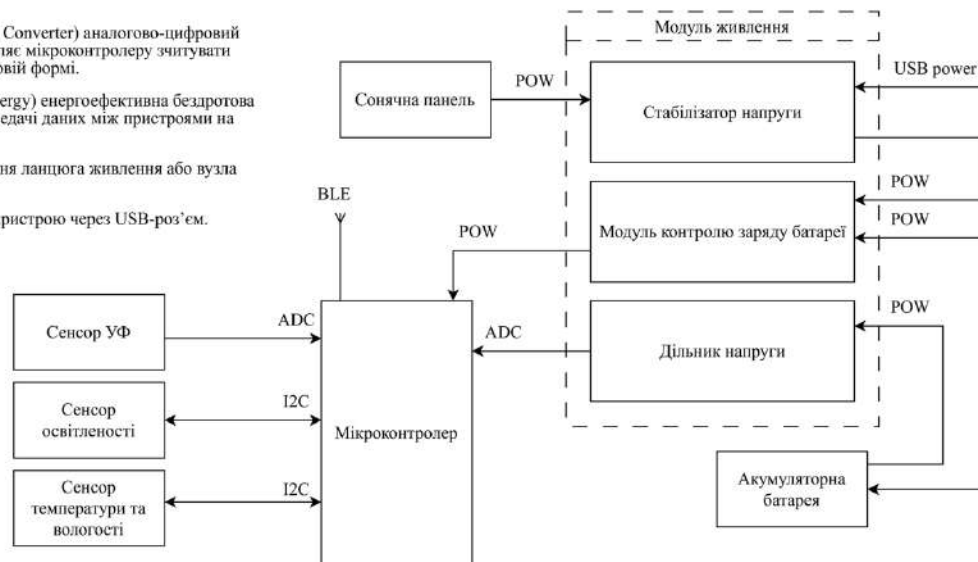 Converter) аналогово-цифровий
ляє мікроконтролеру зчитувати
овій формі.
ergy) енергоефективна бездротова
редачі даних між пристроями на
ня ланцюга живлення або вузла
пристрою через USB-роз’єм.
Модуль живлення
USB power
POW
Сонячна панель
Стабілізатор напруги
BLE
POW
POW
POW
Модуль контролю заряду батареї
POW
ADC
ADC
Сенсор УФ
Дільник напруги
I2C
Сенсор
освітленості
Мікроконтролер
I2C
Сенсор
температури та
вологості
Акумуляторна
батарея